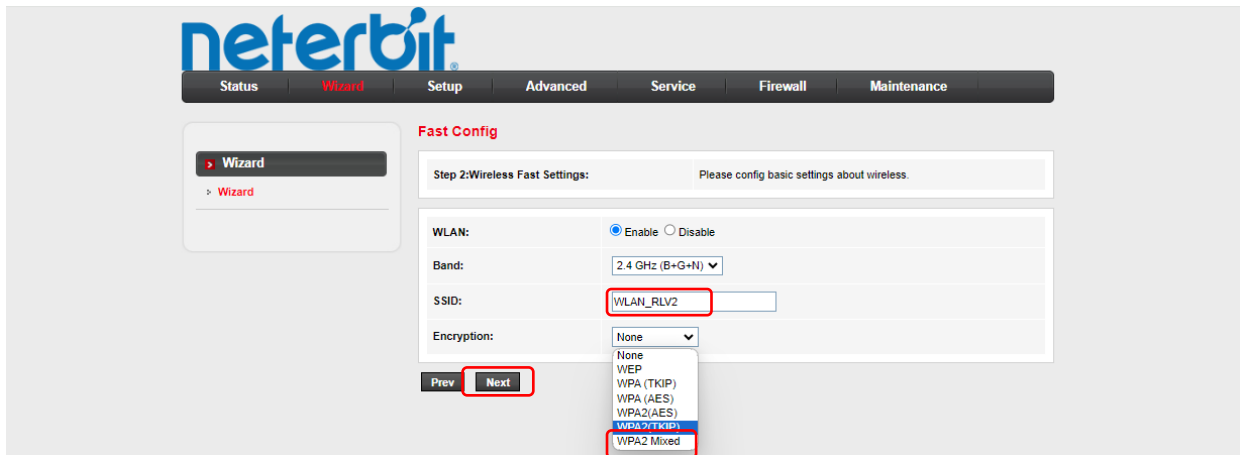 neterbit®
Status Wizard Setup Advanced Service Firewall Maintenance
Fast Config
Wizard
Wizard
Step 2:Wireless Fast Settings: Please config basic settings about wireless.
WLAN: Enable Disable
Band: 2.4 GHz (B+G+N)
SSID: WLAN_RLV2
Encryption: None
None
WEP
WPA (TKIP)
WPA (AES)
WPA2(AES)
WPA2(TKIP)
WPA2 Mixed
Prev Next